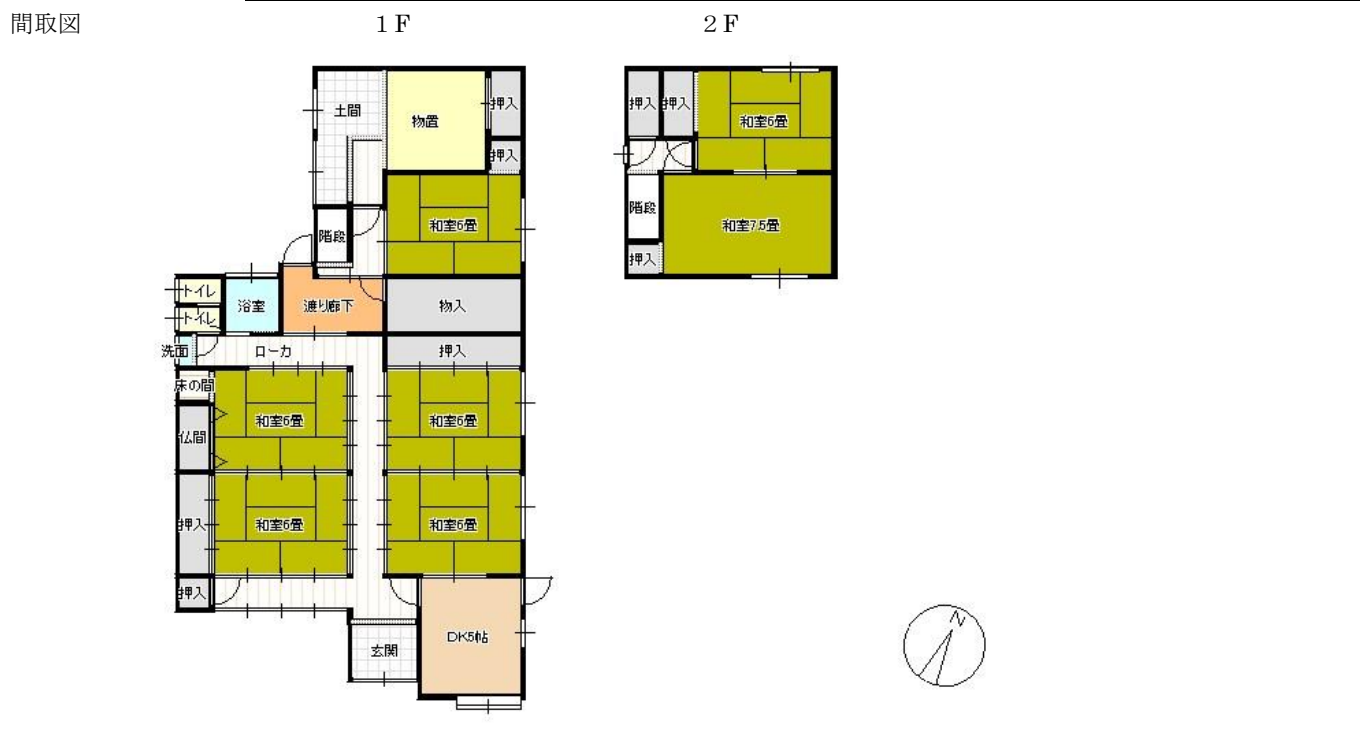 間取図
１Ｆ
２Ｆ
土間
物置
押入
押入
和室6畳
階段
トイレ
トイレ
浴室
渡り廊下
物入
洗面
ローカ
押入
床の間
和室6畳
和室6畳
仏間
押入
和室6畳
和室6畳
押入
玄関
DK5帖
押入
押入
和室6畳
階段
和室7.5畳
押入
N